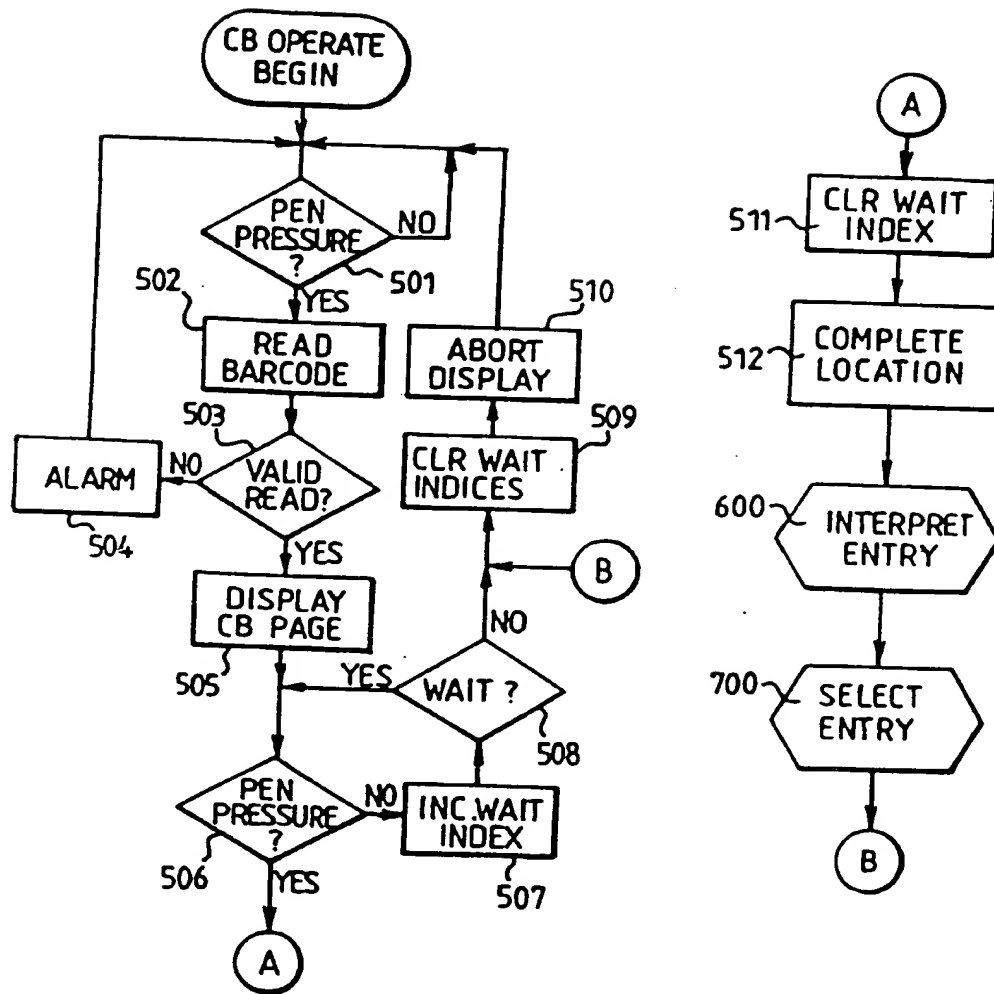 CB OPERATE
BEGIN
PEN
PRESSURE
?
NO
501
YES
502
READ
BARCODE
503
VALID
READ?
NO
ALARM
504
YES
DISPLAY
CB PAGE
505
PEN
PRESSURE
?
506
NO
YES
A
INC.WAIT
INDEX
507
WAIT ?
508
YES
NO
B
CLR WAIT
INDICES
509
ABORT
DISPLAY
510
A
CLR WAIT
INDEX
511
COMPLETE
LOCATION
512
INTERPRET
ENTRY
600
SELECT
ENTRY
700
B